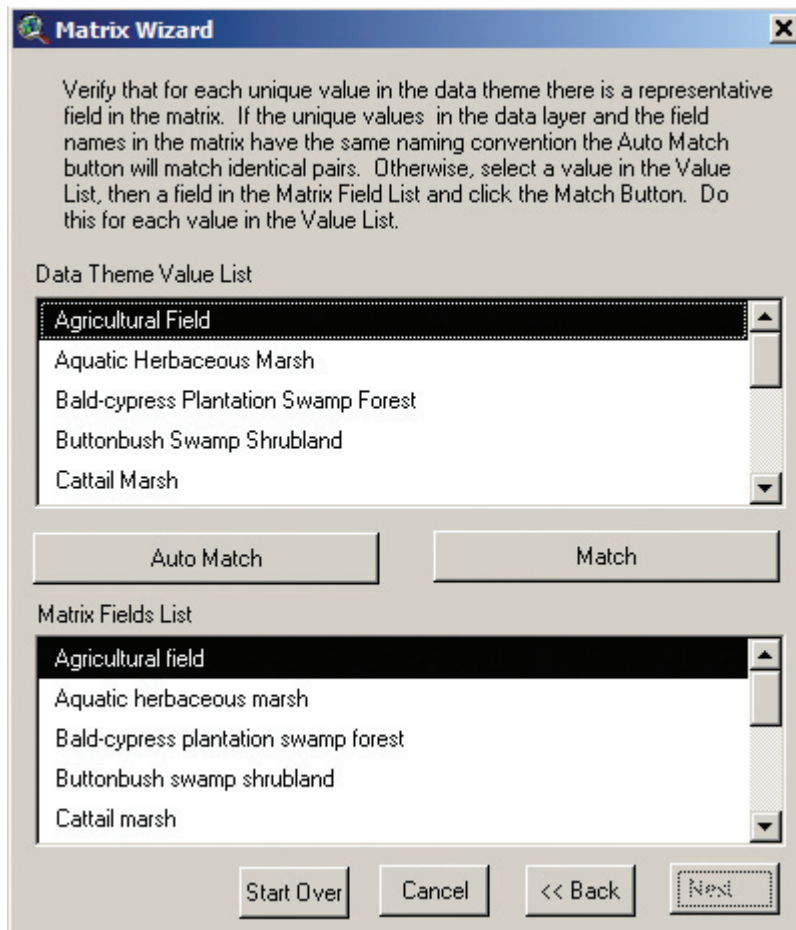 Matrix Wizard
Verify that for each unique value in the data theme there is a representative
field in the matrix. If the unique values in the data layer and the field
names in the matrix have the same naming convention the Auto Match
button will match identical pairs. Otherwise, select a value in the Value
List, then a field in the Matrix Field List and click the Match Button. Do
this for each value in the Value List.
Data Theme Value List
Agricultural Field
Aquatic Herbaceous Marsh
Bald-cypress Plantation Swamp Forest
Buttonbush Swamp Shrubland
Cattail Marsh
Auto Match Match
Matrix Fields List
Agricultural field
Aquatic herbaceous marsh
Bald-cypress plantation swamp forest
Buttonbush swamp shrubland
Cattail marsh
Start Over Cancel << Back Next